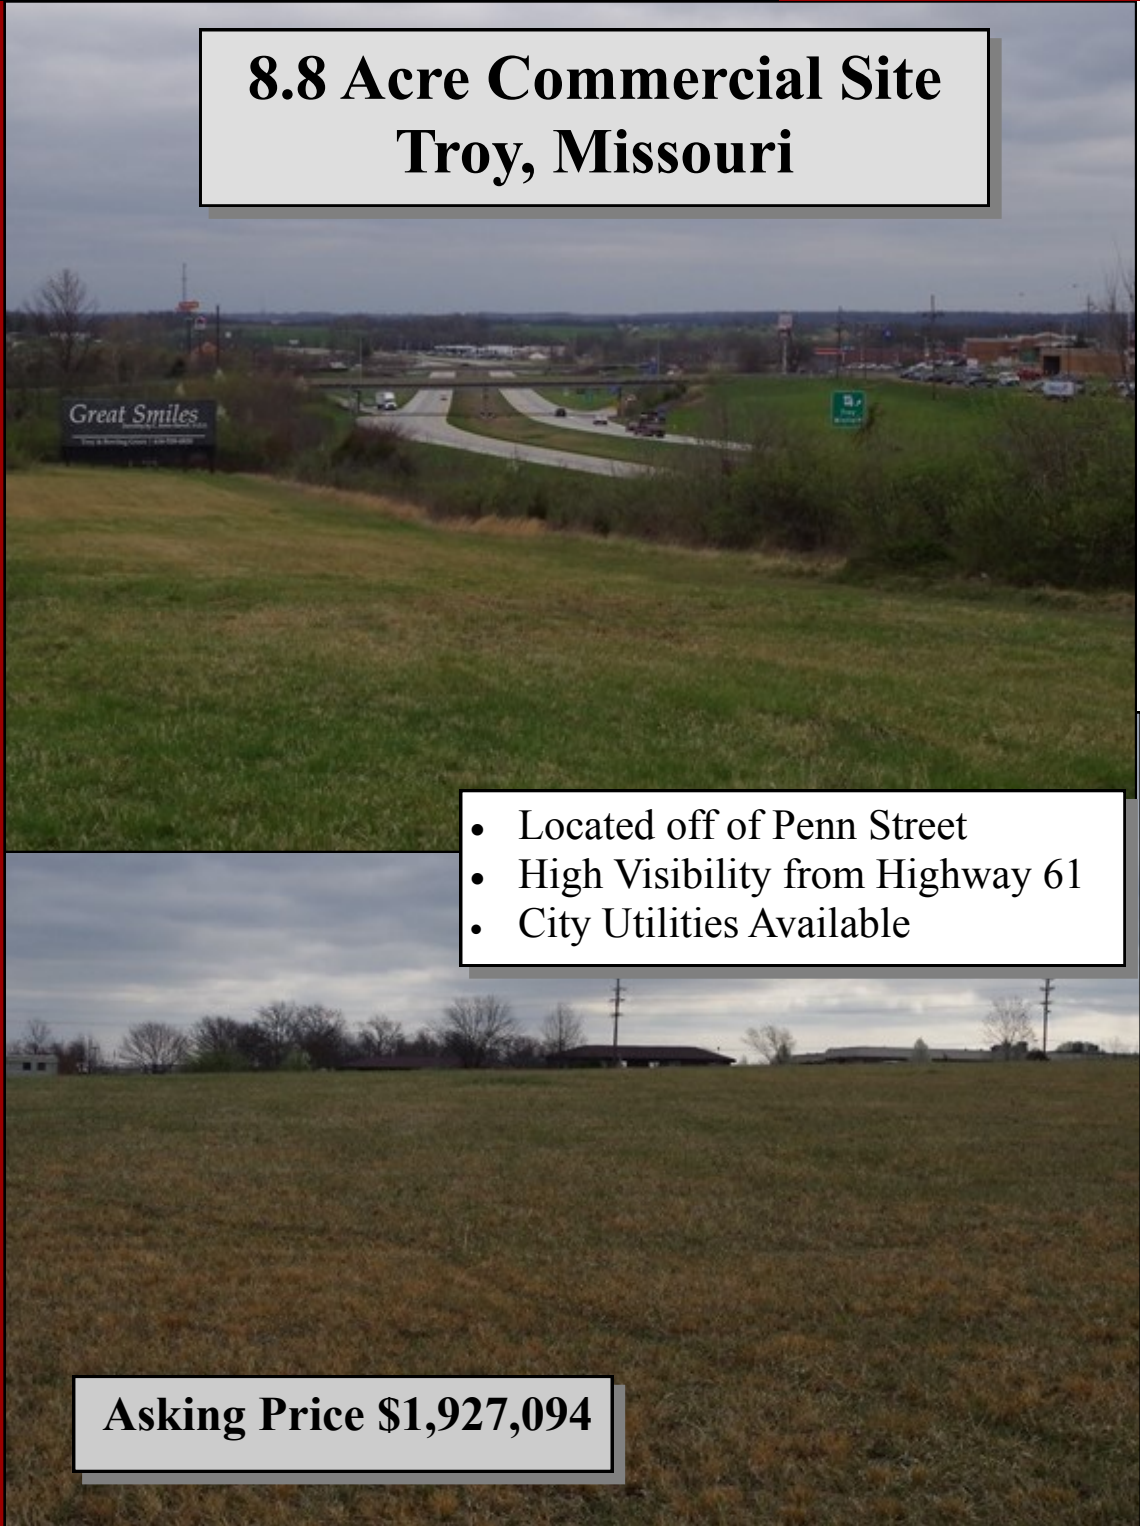 8.8 Acre Commercial Site
Troy, Missouri
Great Smiles
Troy
• Located off of Penn Street
• High Visibility from Highway 61
• City Utilities Available
Asking Price $1,927,094